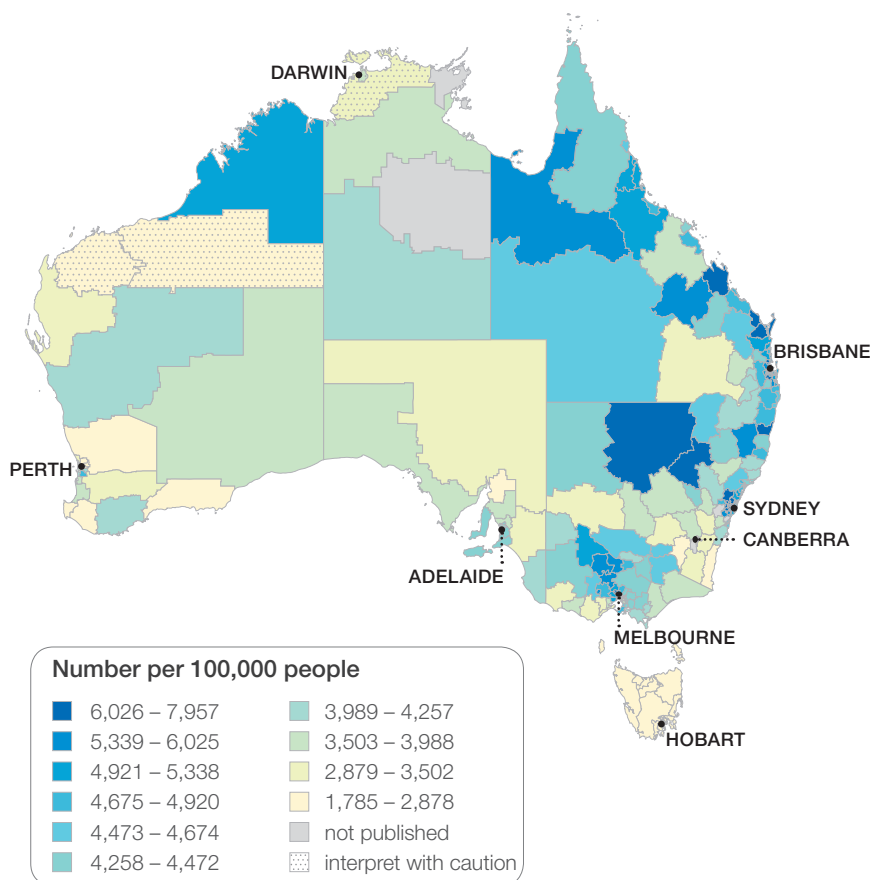 DARWIN
BRISBANE
PERTH
SYDNEY
CANBERRA
ADELAIDE
MELBOURNE
HOBART
Number per 100,000 people
6,026 – 7,957
5,339 – 6,025
4,921 – 5,338
4,675 – 4,920
4,473 – 4,674
4,258 – 4,472
3,989 – 4,257
3,503 – 3,988
2,879 – 3,502
1,785 – 2,878
not published
interpret with caution